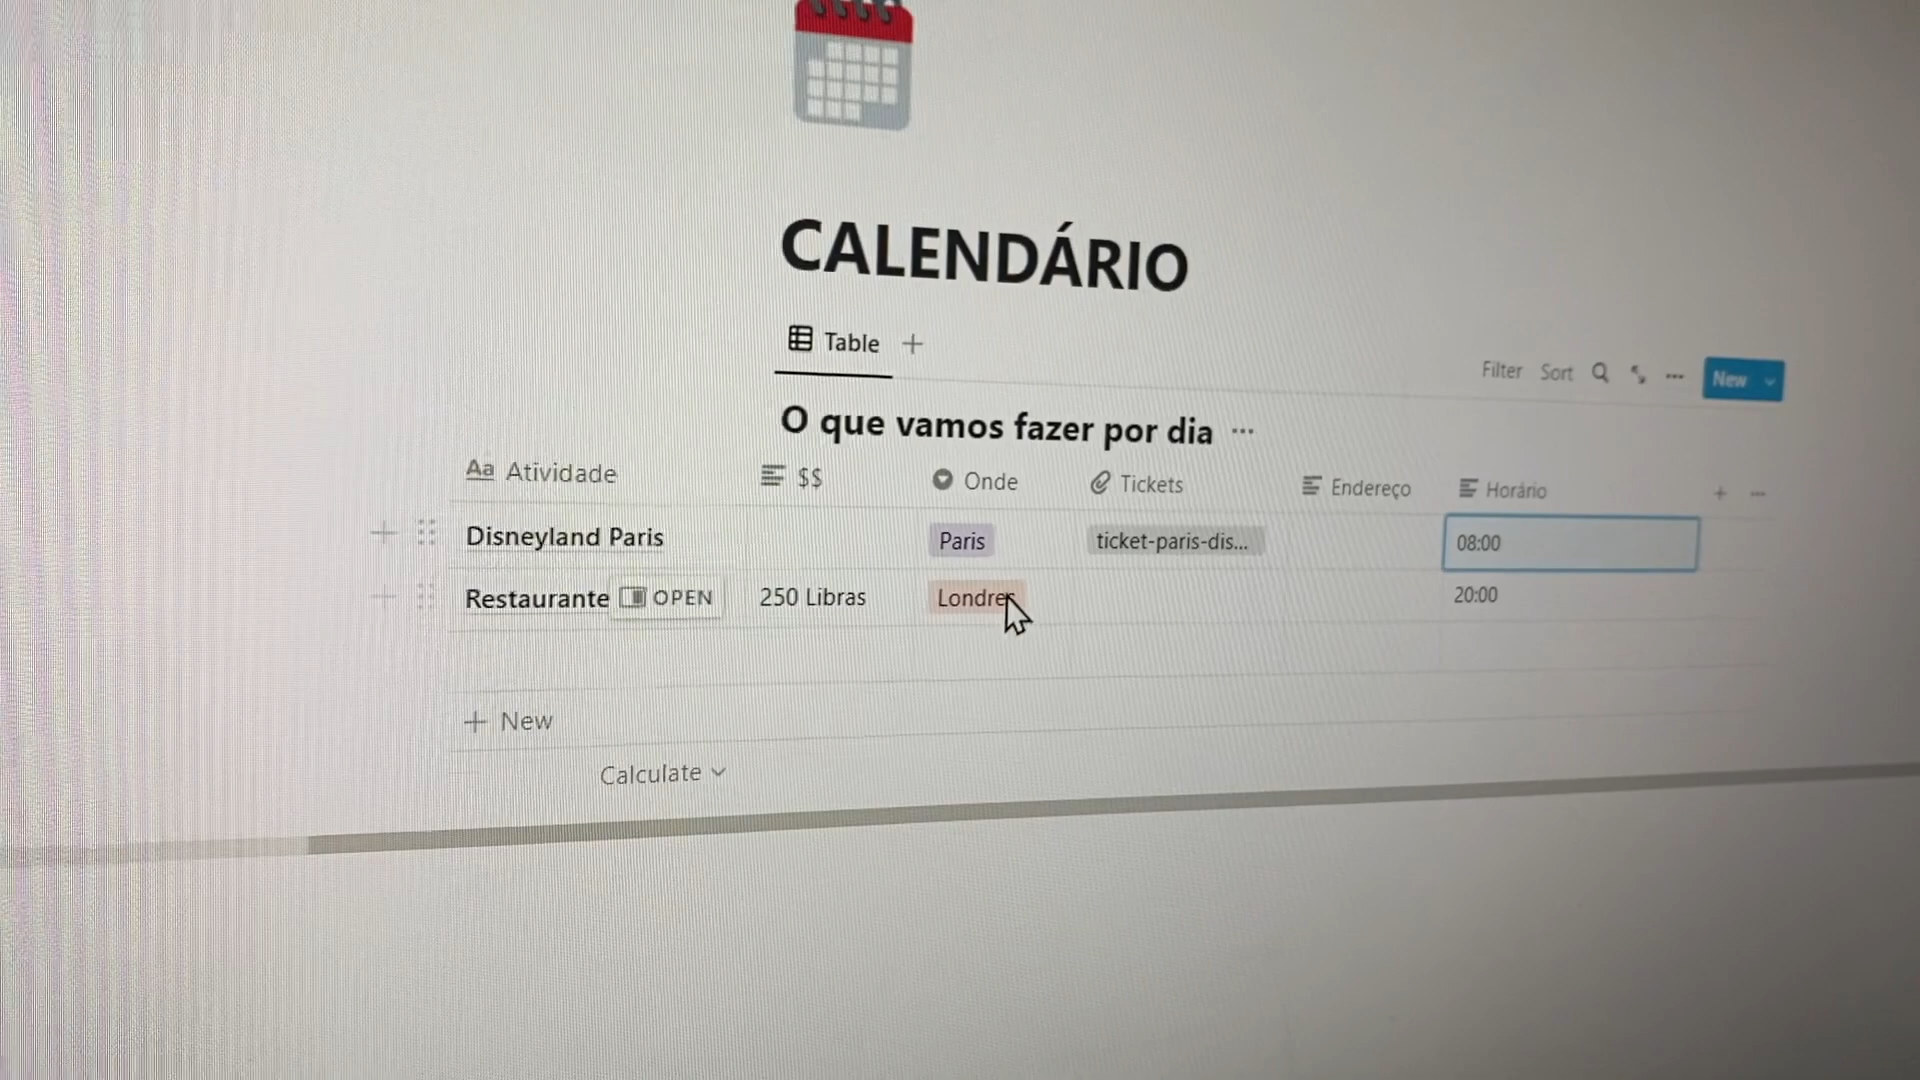 CALENDÁRIO
Table
Filter Sort New
O que vamos fazer por dia ...
Aa Atividade $$ Onde Tickets Endereço Horário
Disneyland Paris Paris ticket-paris-dis... 08:00
Restaurante OPEN 250 Libras Londres 20:00
+ New
Calculate